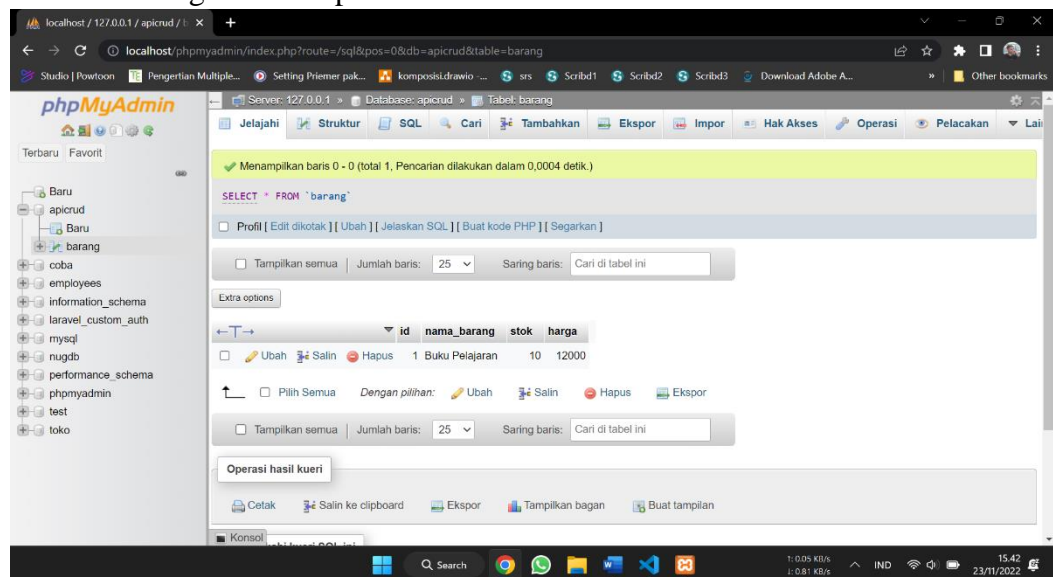 localhost / 127.0.0.1 / apicrud / b
localhost/phpmyadmin/index.php?route=/sql&pos=0&db=apicrud&table=barang
Studio | Powtoon Pengertian Multiple... Setting Priemer pak... komposisi.drawio -... srs Scribd1 Scribd2 Scribd3 Download Adobe A... » Other bookmarks
phpMyAdmin
Server: 127.0.0.1 » Database: apicrud » Tabel: barang
Jelajahi Struktur SQL Cari Tambahkan Ekspor Impor Hak Akses Operasi Pelacakan
Terbaru Favorit
Baru
apicrud
Baru
barang
coba
employees
information_schema
laravel_custom_auth
mysql
nugdb
performance_schema
phpmyadmin
test
toko
Menampilkan baris 0 - 0 (total 1, Pencarian dilakukan dalam 0,0004 detik.)
SELECT * FROM `barang`
Profil [ Edit dikotak ] [ Ubah ] [ Jelaskan SQL ] [ Buat kode PHP ] [ Segarkan ]
Tampilkan semua | Jumlah baris: 25 Saring baris: Cari di tabel ini
Extra options
←T→ id nama_barang stok harga
Ubah Salin Hapus 1 Buku Pelajaran 10 12000
Pilih Semua Dengan pilihan: Ubah Salin Hapus Ekspor
Tampilkan semua | Jumlah baris: 25 Saring baris: Cari di tabel ini
Operasi hasil kueri
Cetak Salin ke clipboard Ekspor Tampilkan bagan Buat tampilan
Konsol
Search
↑: 0.05 KB/s
↓: 0.81 KB/s
IND
15.42
23/11/2022